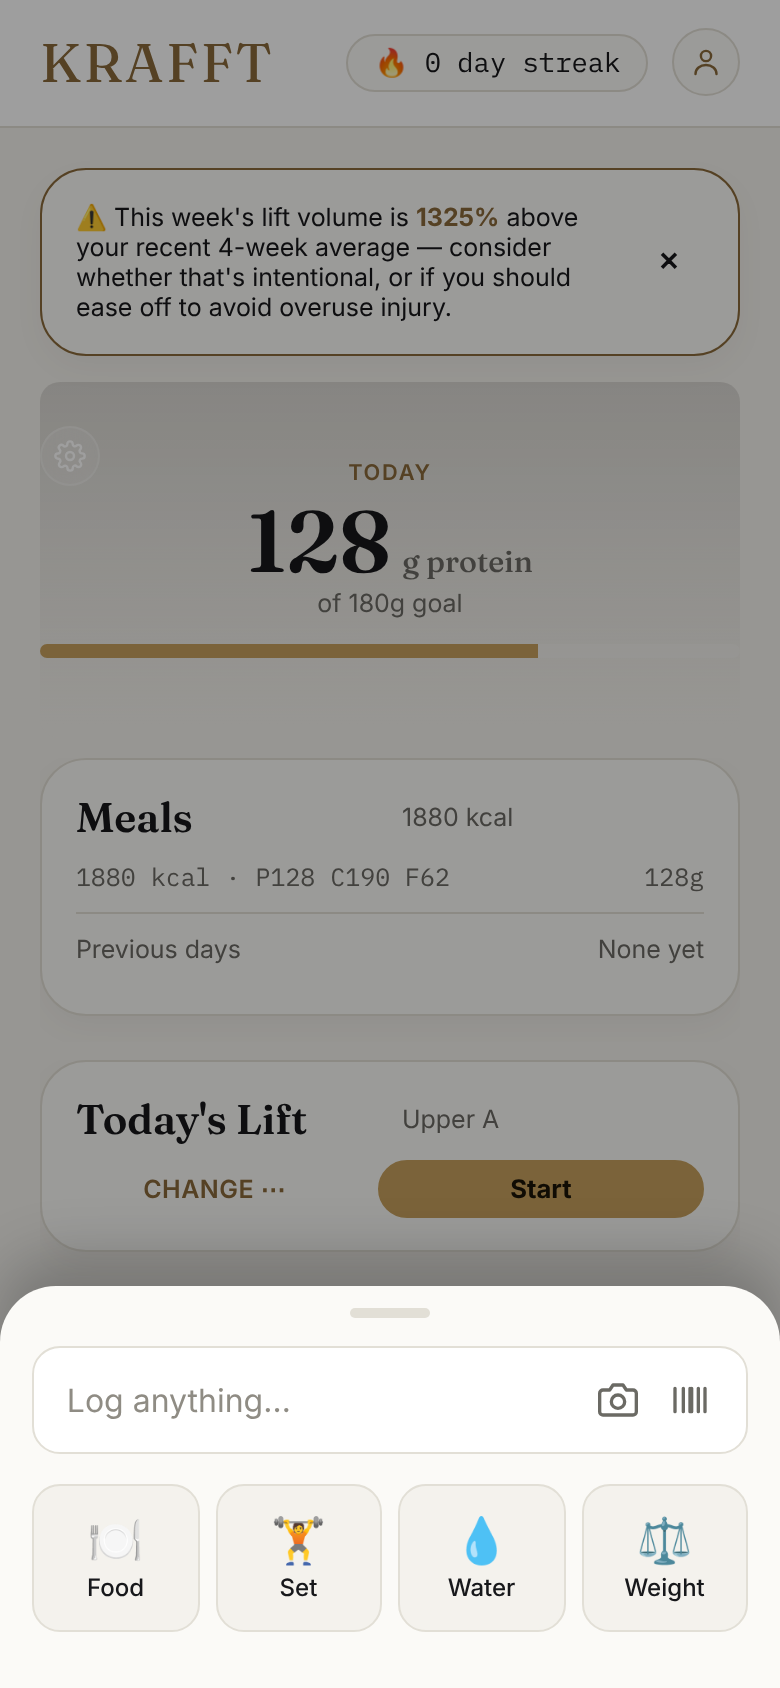 KRAFFT
🔥 0 day streak
⚠️ This week's lift volume is 1325% above
your recent 4-week average — consider
whether that's intentional, or if you should
ease off to avoid overuse injury.
×
TODAY
128 g protein
of 180g goal
Meals 1880 kcal
1880 kcal · P128 C190 F62 128g
Previous days None yet
Today's Lift Upper A
CHANGE ··· Start
Log anything...
Food Set Water Weight